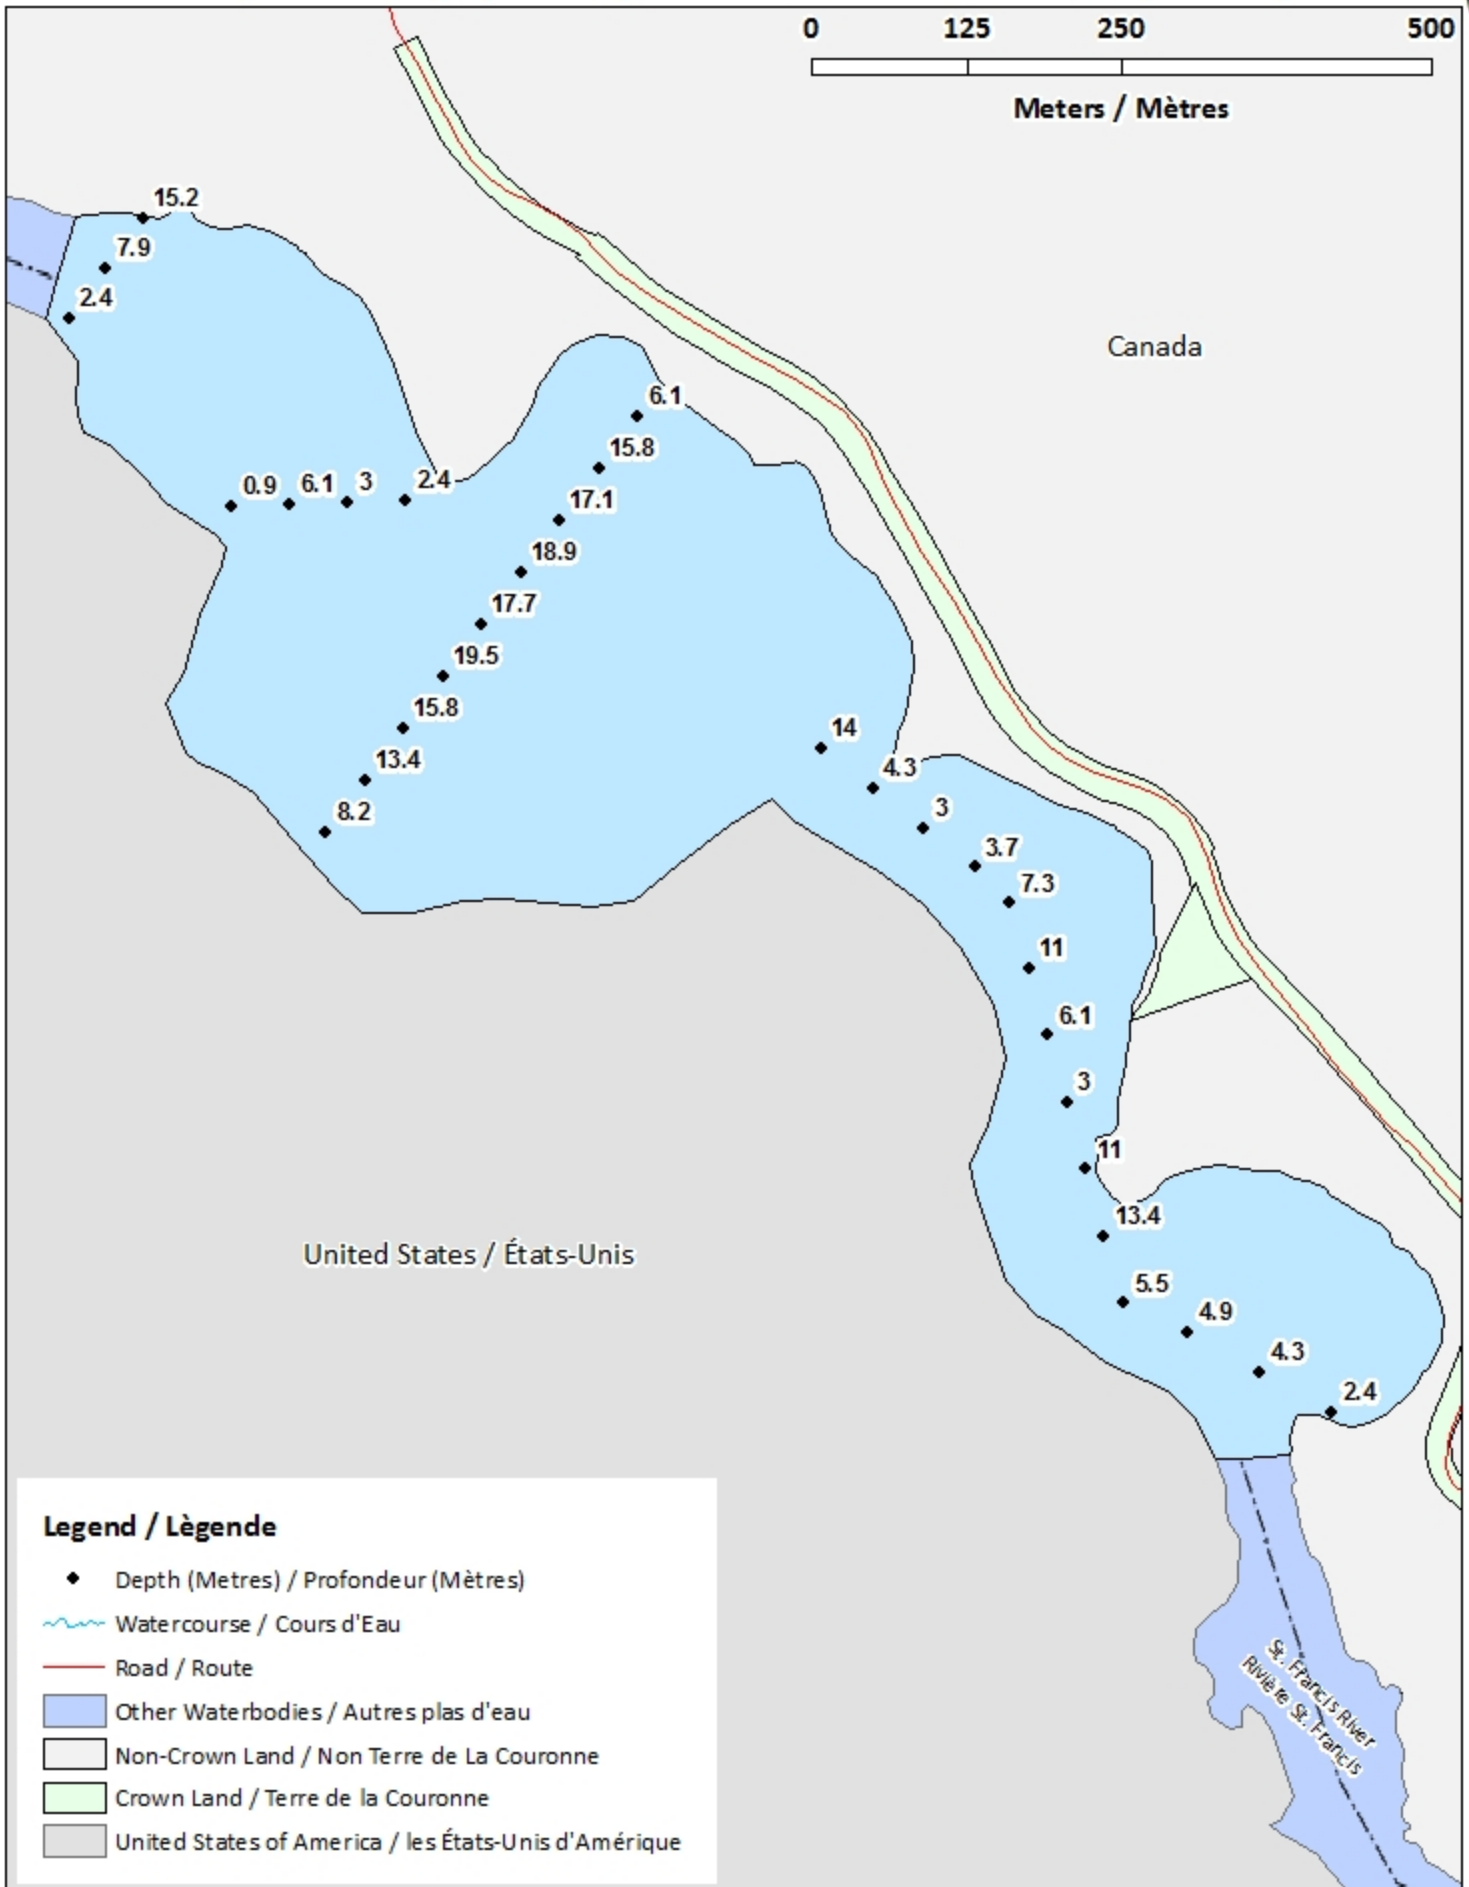 0 125 250 500
Meters / Mètres
15.2
7.9
2.4
Canada
6.1
15.8
0.9 6.1 3 2.4
17.1
18.9
17.7
19.5
15.8
14
13.4
4.3
8.2
3
3.7
7.3
11
6.1
3
11
13.4
United States / États-Unis
5.5
4.9
4.3
2.4
Legend / Lègende
Depth (Metres) / Profondeur (Mètres)
Watercourse / Cours d'Eau
Road / Route
Other Waterbodies / Autres plas d'eau
Non-Crown Land / Non Terre de La Couronne
Crown Land / Terre de la Couronne
United States of America / les États-Unis d'Amérique
St. Francis River
Rivière St. Francis